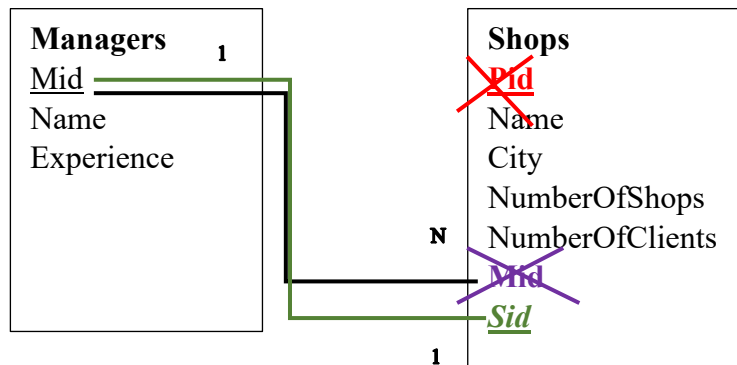 Managers
Mid
Name
Experience
1
Shops
Pid
Name
City
NumberOfShops
NumberOfClients
Mid
Sid
N
1